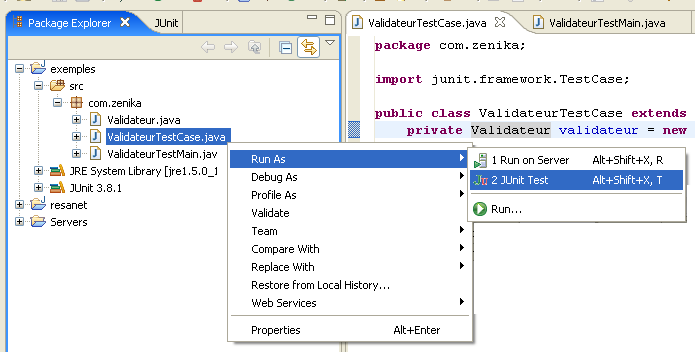 Package Explorer
JUnit
ValidateurTestCase.java
ValidateurTestMain.java
exemples
src
com.zenika
Validateur.java
ValidateurTestCase.java
ValidateurTestMain.jav
JRE System Library [jre1.5.0_1
JUnit 3.8.1
resanet
Servers
package com.zenika;
import junit.framework.TestCase;
public class ValidateurTestCase extends
private Validateur validateur = new
Run As
Debug As
Profile As
Validate
Team
Compare With
Replace With
Restore from Local History...
Web Services
Properties Alt+Enter
1 Run on Server Alt+Shift+X, R
2 JUnit Test Alt+Shift+X, T
Run...